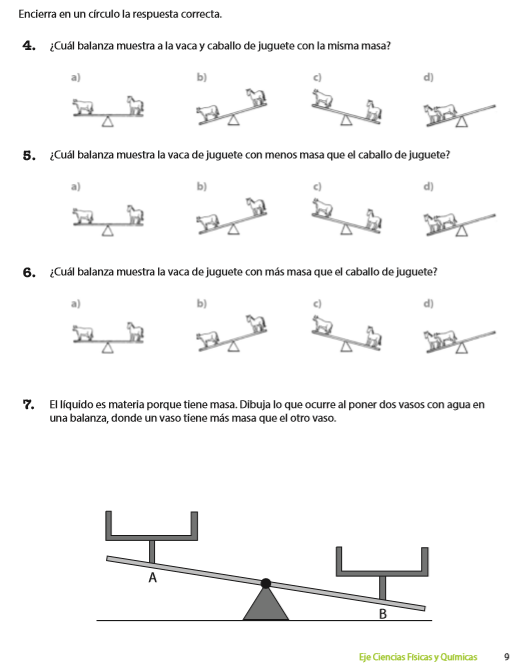 Encierra en un círculo la respuesta correcta.
4. ¿Cuál balanza muestra a la vaca y caballo de juguete con la misma masa?
a) b) c) d)
5. ¿Cuál balanza muestra la vaca de juguete con menos masa que el caballo de juguete?
a) b) c) d)
6. ¿Cuál balanza muestra la vaca de juguete con más masa que el caballo de juguete?
a) b) c) d)
7. El líquido es materia porque tiene masa. Dibuja lo que ocurre al poner dos vasos con agua en
una balanza, donde un vaso tiene más masa que el otro vaso.
A
B
Eje Ciencias Físicas y Químicas 9